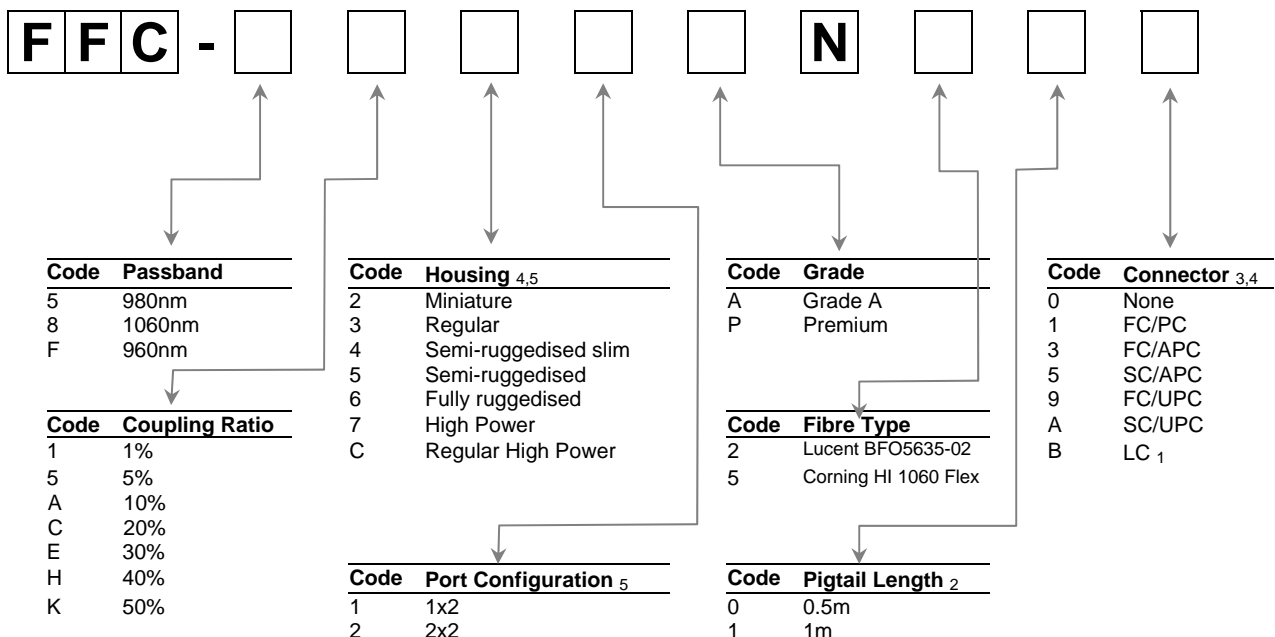 FFC - N
Code Passband
5 980nm
8 1060nm
F 960nm
Code Coupling Ratio
1 1%
5 5%
A 10%
C 20%
E 30%
H 40%
K 50%
Code Housing 4,5
2 Miniature
3 Regular
4 Semi-ruggedised slim
5 Semi-ruggedised
6 Fully ruggedised
7 High Power
C Regular High Power
Code Port Configuration 5
1 1x2
2 2x2
Code Grade
A Grade A
P Premium
Code Fibre Type
2 Lucent BFO5635-02
5 Corning HI 1060 Flex
Code Pigtail Length 2
0 0.5m
1 1m
Code Connector 3,4
0 None
1 FC/PC
3 FC/APC
5 SC/APC
9 FC/UPC
A SC/UPC
B LC 1